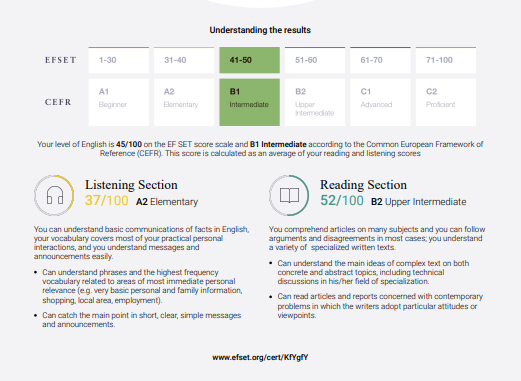 Understanding the results
EFSET 1-30 31-40 41-50 51-60 61-70 71-100
CEFR A1 A2 B1 B2 C1 C2
Beginner Elementary Intermediate Upper Intermediate Advanced Proficient
Your level of English is 45/100 on the EF SET score scale and B1 Intermediate according to the Common European Framework of
Reference (CEFR). This score is calculated as an average of your reading and listening scores
Listening Section
37/100 A2 Elementary
You can understand basic communications of facts in English,
your vocabulary covers most of your practical personal
interactions, and you understand messages and
announcements easily.
• Can understand phrases and the highest frequency
vocabulary related to areas of most immediate personal
relevance (e.g. very basic personal and family information,
shopping, local area, employment).
• Can catch the main point in short, clear, simple messages
and announcements.
Reading Section
52/100 B2 Upper Intermediate
You comprehend articles on many subjects and you can follow
arguments and disagreements in most cases; you understand
a variety of specialized written texts.
• Can understand the main ideas of complex text on both
concrete and abstract topics, including technical
discussions in his/her field of specialization.
• Can read articles and reports concerned with contemporary
problems in which the writers adopt particular attitudes or
viewpoints.
www.efset.org/cert/KfYgfY